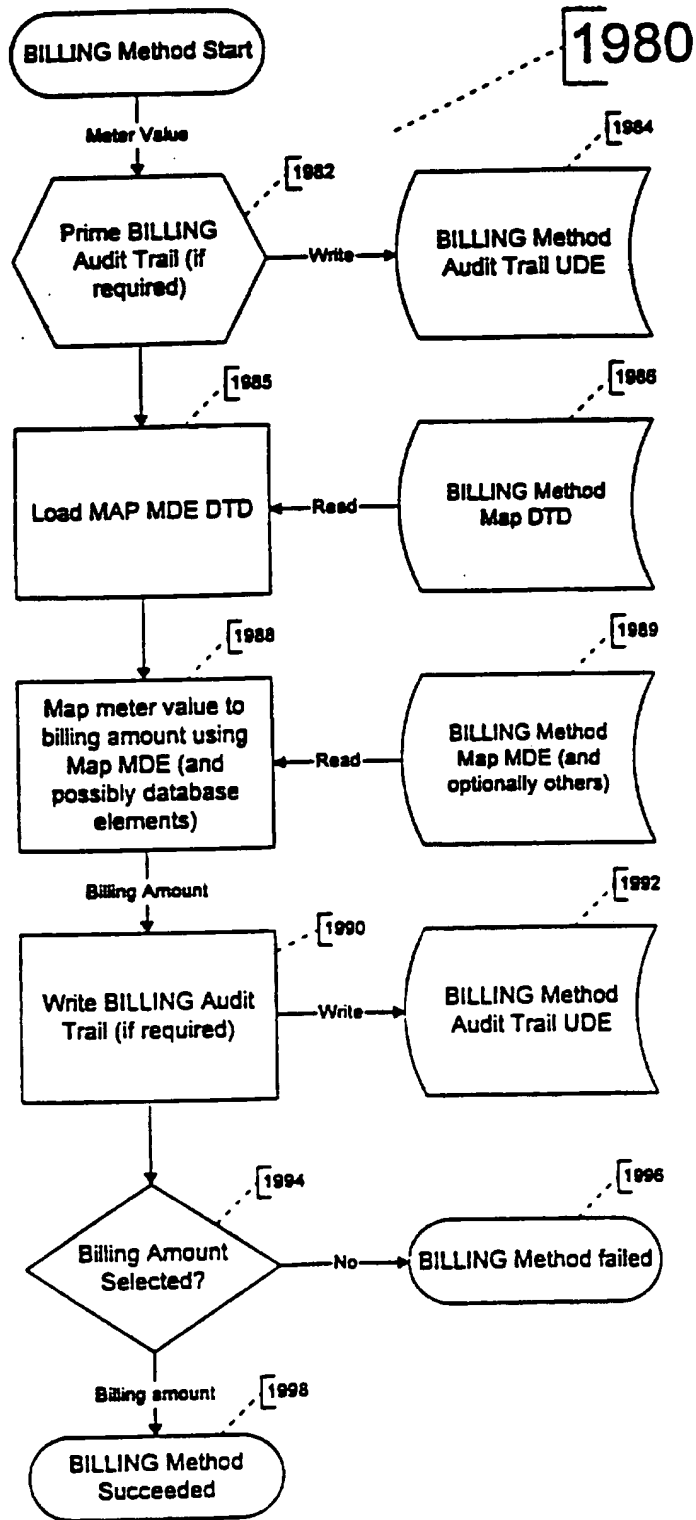 1980
BILLING Method Start
Meter Value
1982
1984
Prime BILLING
Audit Trail (if
required)
Write
BILLING Method
Audit Trail UDE
1985
1986
Load MAP MDE DTD
Read
BILLING Method
Map DTD
1988
1989
Map meter value to
billing amount using
Map MDE (and
possibly database
elements)
Read
BILLING Method
Map MDE (and
optionally others)
Billing Amount
1990
1992
Write BILLING Audit
Trail (if required)
Write
BILLING Method
Audit Trail UDE
1994
1996
Billing Amount
Selected?
No
BILLING Method failed
Billing amount
1998
BILLING Method
Succeeded